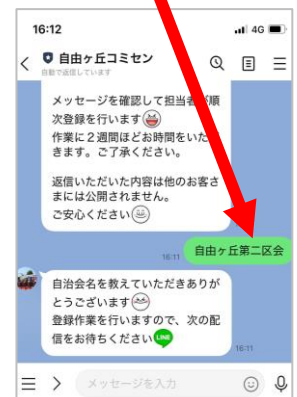 16:12
4G
自由ヶ丘コミセン
自動で返信しています
メッセージを確認して担当者が順
次登録を行います
作業に2週間ほどお時間をいた
きます。ご了承ください。
返信いただいた内容は他のお客さ
まには公開されません。
ご安心ください
16:11
自由ヶ丘第二区会
自治会名を教えていただきありが
とうございます
登録作業を行いますので、次の配
信をお待ちください
LINE
16:11
メッセージを入力